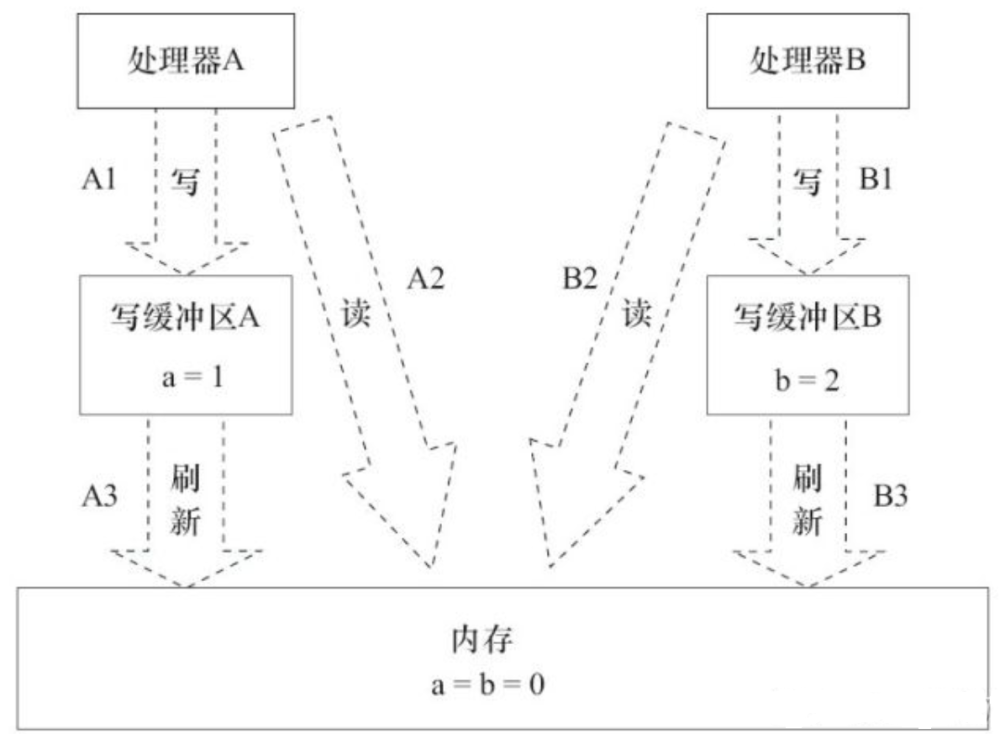 处理器A
处理器B
A1
写
写
B1
A2
B2
读
读
写缓冲区A
a = 1
写缓冲区B
b = 2
A3
刷
新
刷
新
B3
内存
a = b = 0